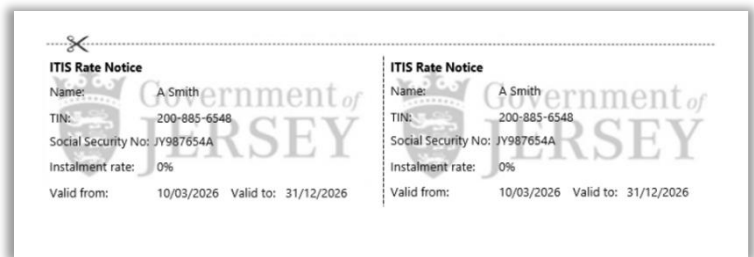 ITIS Rate Notice
Name: A Smith
TIN: 200-885-6548
Social Security No: JY987654A
Instalment rate: 0%
Valid from: 10/03/2026 Valid to: 31/12/2026
Government of
JERSEY
ITIS Rate Notice
Name: A Smith
TIN: 200-885-6548
Social Security No: JY987654A
Instalment rate: 0%
Valid from: 10/03/2026 Valid to: 31/12/2026
Government of
JERSEY